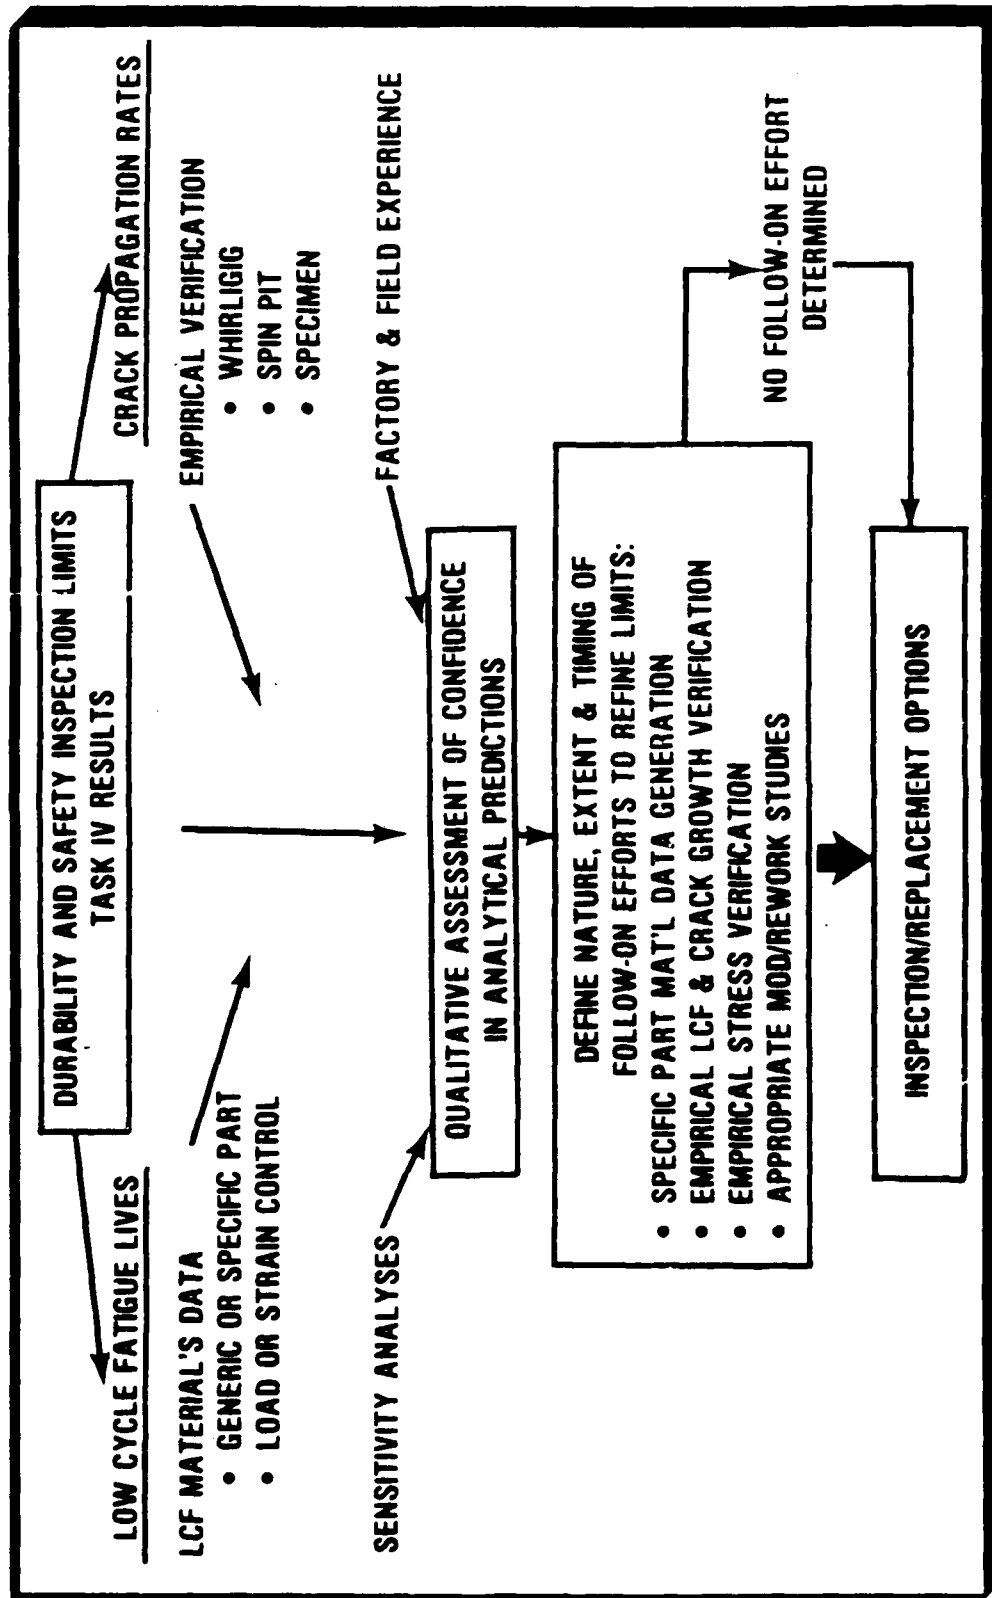 DURABILITY AND SAFETY INSPECTION LIMITS
TASK IV RESULTS
LOW CYCLE FATIGUE LIVES
CRACK PROPAGATION RATES
LCF MATERIAL'S DATA
• GENERIC OR SPECIFIC PART
• LOAD OR STRAIN CONTROL
EMPIRICAL VERIFICATION
• WHIRLIGIG
• SPIN PIT
• SPECIMEN
SENSITIVITY ANALYSES
FACTORY & FIELD EXPERIENCE
QUALITATIVE ASSESSMENT OF CONFIDENCE
IN ANALYTICAL PREDICTIONS
DEFINE NATURE, EXTENT & TIMING OF
FOLLOW-ON EFFORTS TO REFINE LIMITS:
• SPECIFIC PART MAT'L DATA GENERATION
• EMPIRICAL LCF & CRACK GROWTH VERIFICATION
• EMPIRICAL STRESS VERIFICATION
• APPROPRIATE MOD/REWORK STUDIES
NO FOLLOW-ON EFFORT
DETERMINED
INSPECTION/REPLACEMENT OPTIONS